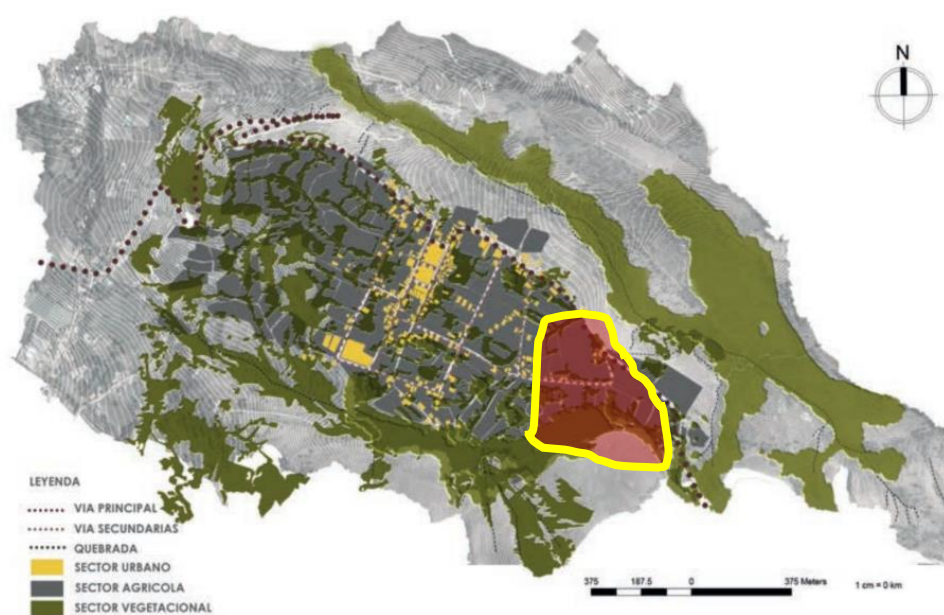 N
LEYENDA
VIA PRINCIPAL
VIA SECUNDARIAS
QUEBRADA
SECTOR URBANO
SECTOR AGRICOLA
SECTOR VEGETACIONAL
375 187.5 0 375 Meters 1 cm = 0 km